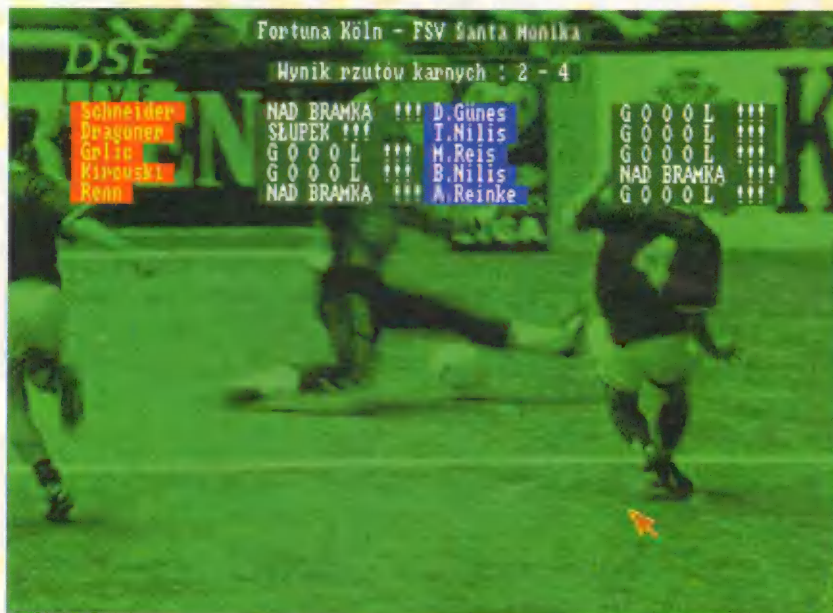 Fortuna Köln - FSV Santa Monika
DSE
LIVE
Wynik rzutów karnych : 2 - 4
Schneider NAD BRAMKĄ !!! D.Günes G O O O L !!!
Dragoner SŁUPEK !!! T.Nilis G O O O L !!!
Grlic G O O O L !!! M.Reis G O O O L !!!
Kirovski G O O O L !!! B.Nilis NAD BRAMKĄ !!!
Renn NAD BRAMKĄ !!! A.Reinke G O O O L !!!